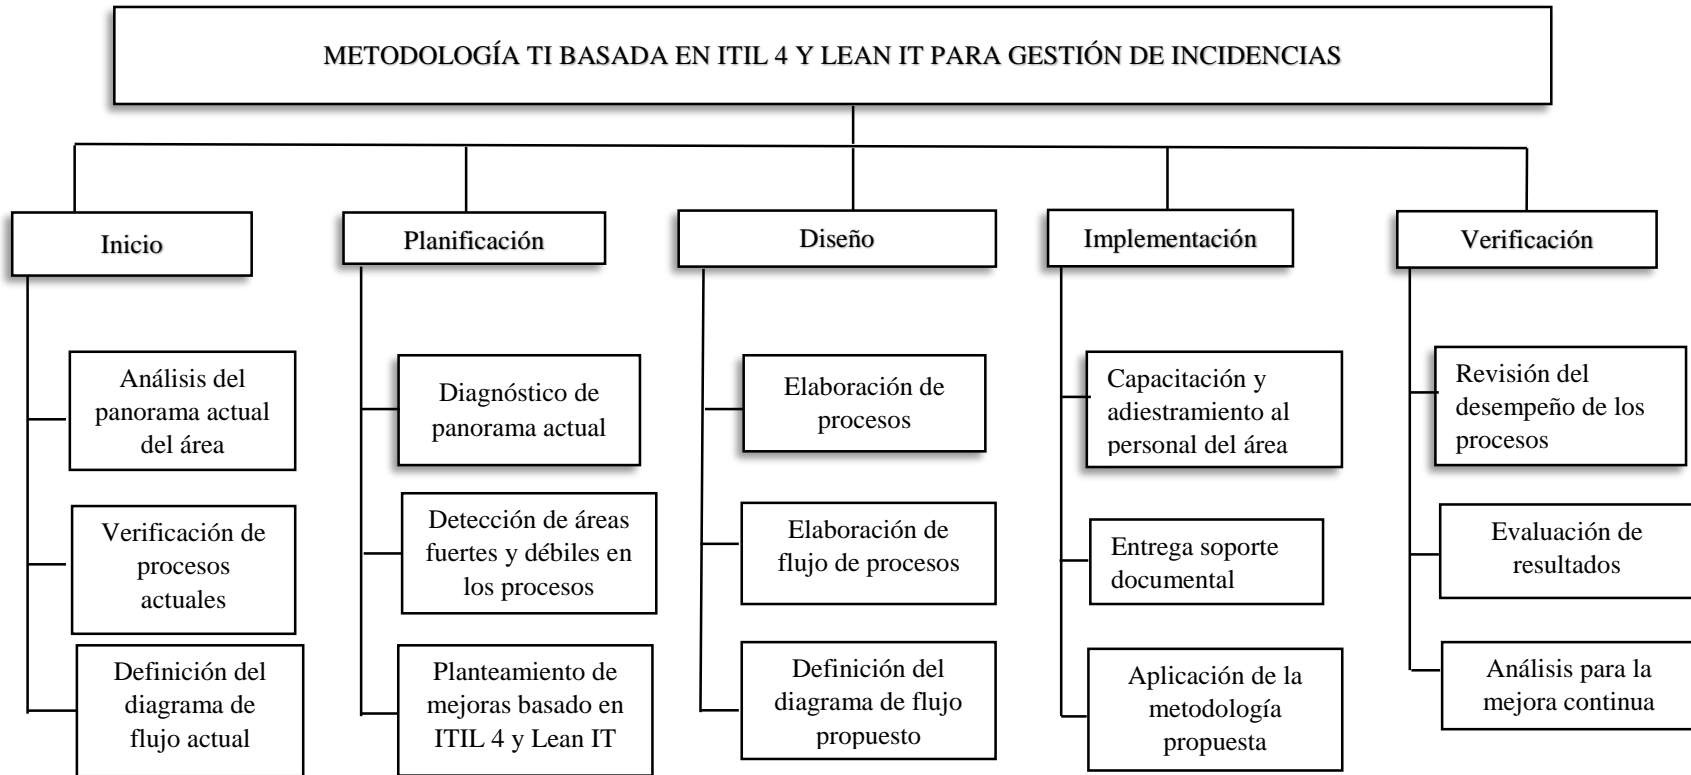 METODOLOGÍA TI BASADA EN ITIL 4 Y LEAN IT PARA GESTIÓN DE INCIDENCIAS
Inicio
Análisis del
panorama actual
del área
Verificación de
procesos
actuales
Definición del
diagrama de
flujo actual
Planificación
Diagnóstico de
panorama actual
Detección de áreas
fuertes y débiles en
los procesos
Planteamiento de
mejoras basado en
ITIL 4 y Lean IT
Diseño
Elaboración de
procesos
Elaboración de
flujo de procesos
Definición del
diagrama de flujo
propuesto
Implementación
Capacitación y
adiestramiento al
personal del área
Entrega soporte
documental
Aplicación de la
metodología
propuesta
Verificación
Revisión del
desempeño de los
procesos
Evaluación de
resultados
Análisis para la
mejora continua